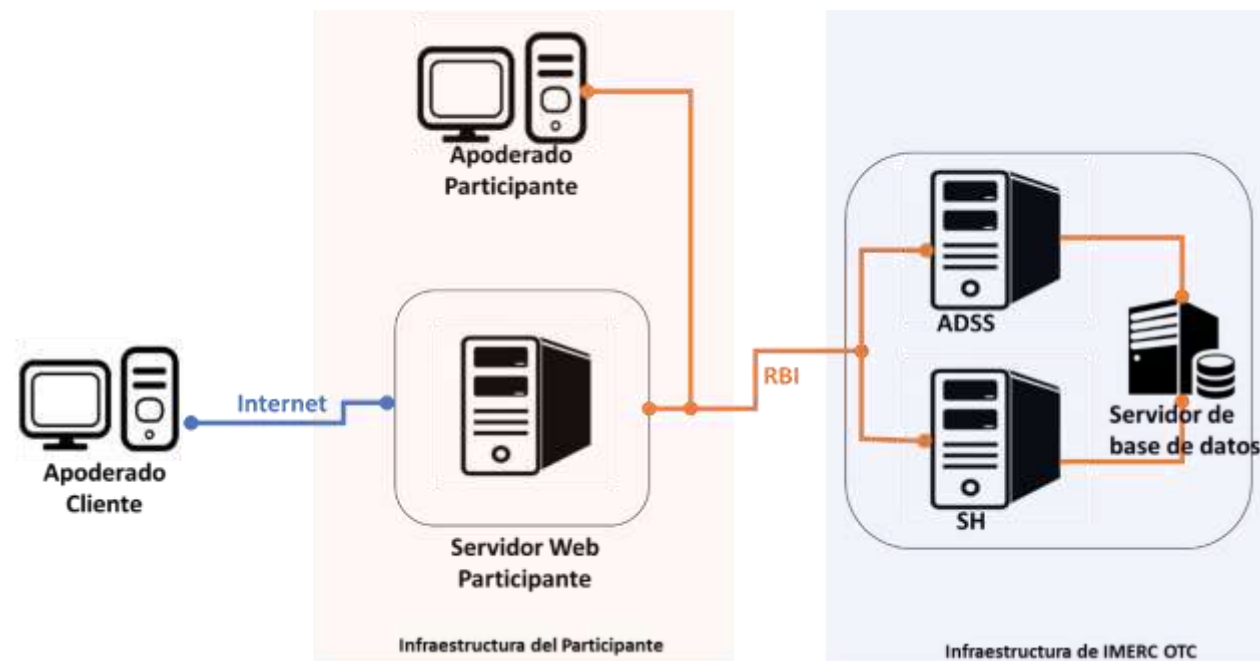 Apoderado
Participante
ADSS
RBI
Internet
Servidor de
base de datos
Apoderado
Cliente
SH
Servidor Web
Participante
Infraestructura del Participante
Infraestructura de IMERC OTC